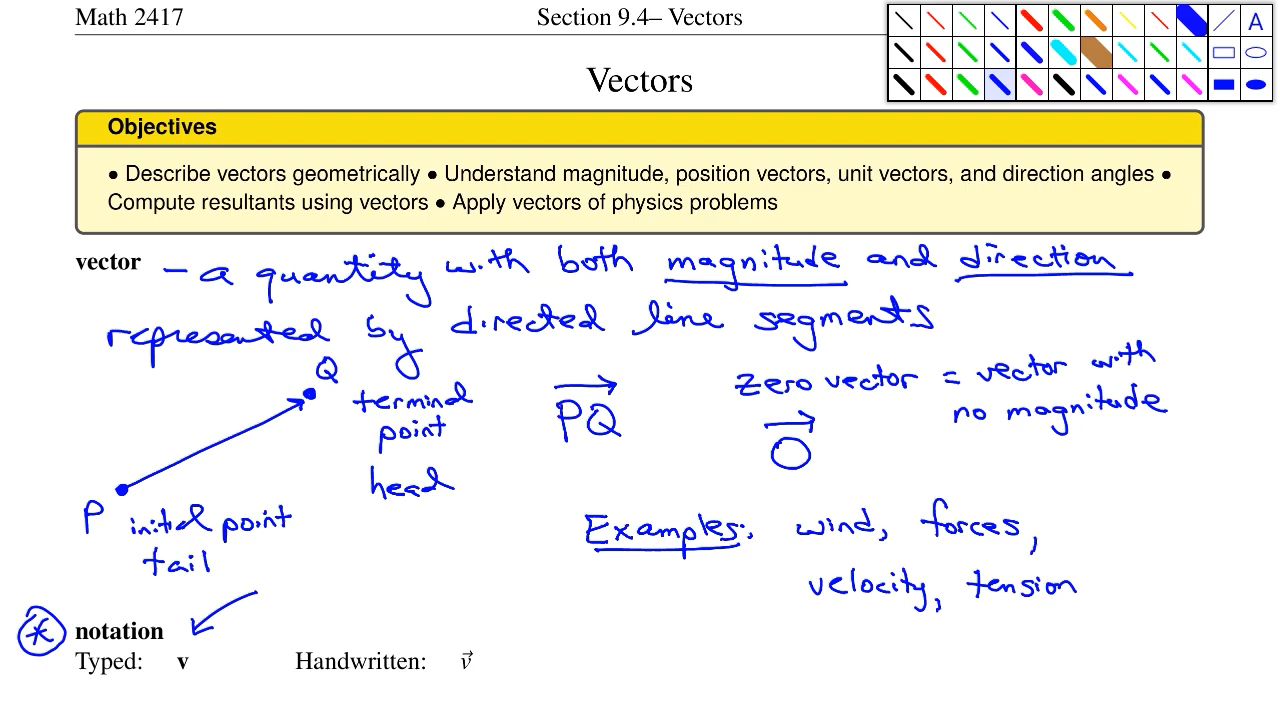 Math 2417 Section 9.4– Vectors
A
Vectors
Objectives
• Describe vectors geometrically • Understand magnitude, position vectors, unit vectors, and direction angles •
Compute resultants using vectors • Apply vectors of physics problems
vector – a quantity with both magnitude and direction
represented by directed line segments
Q
terminal
point
head
P
initial point
tail
PQ
zero vector = vector with
no magnitude
O
Examples: wind, forces,
velocity, tension
* notation
Typed: v Handwritten: v⃗